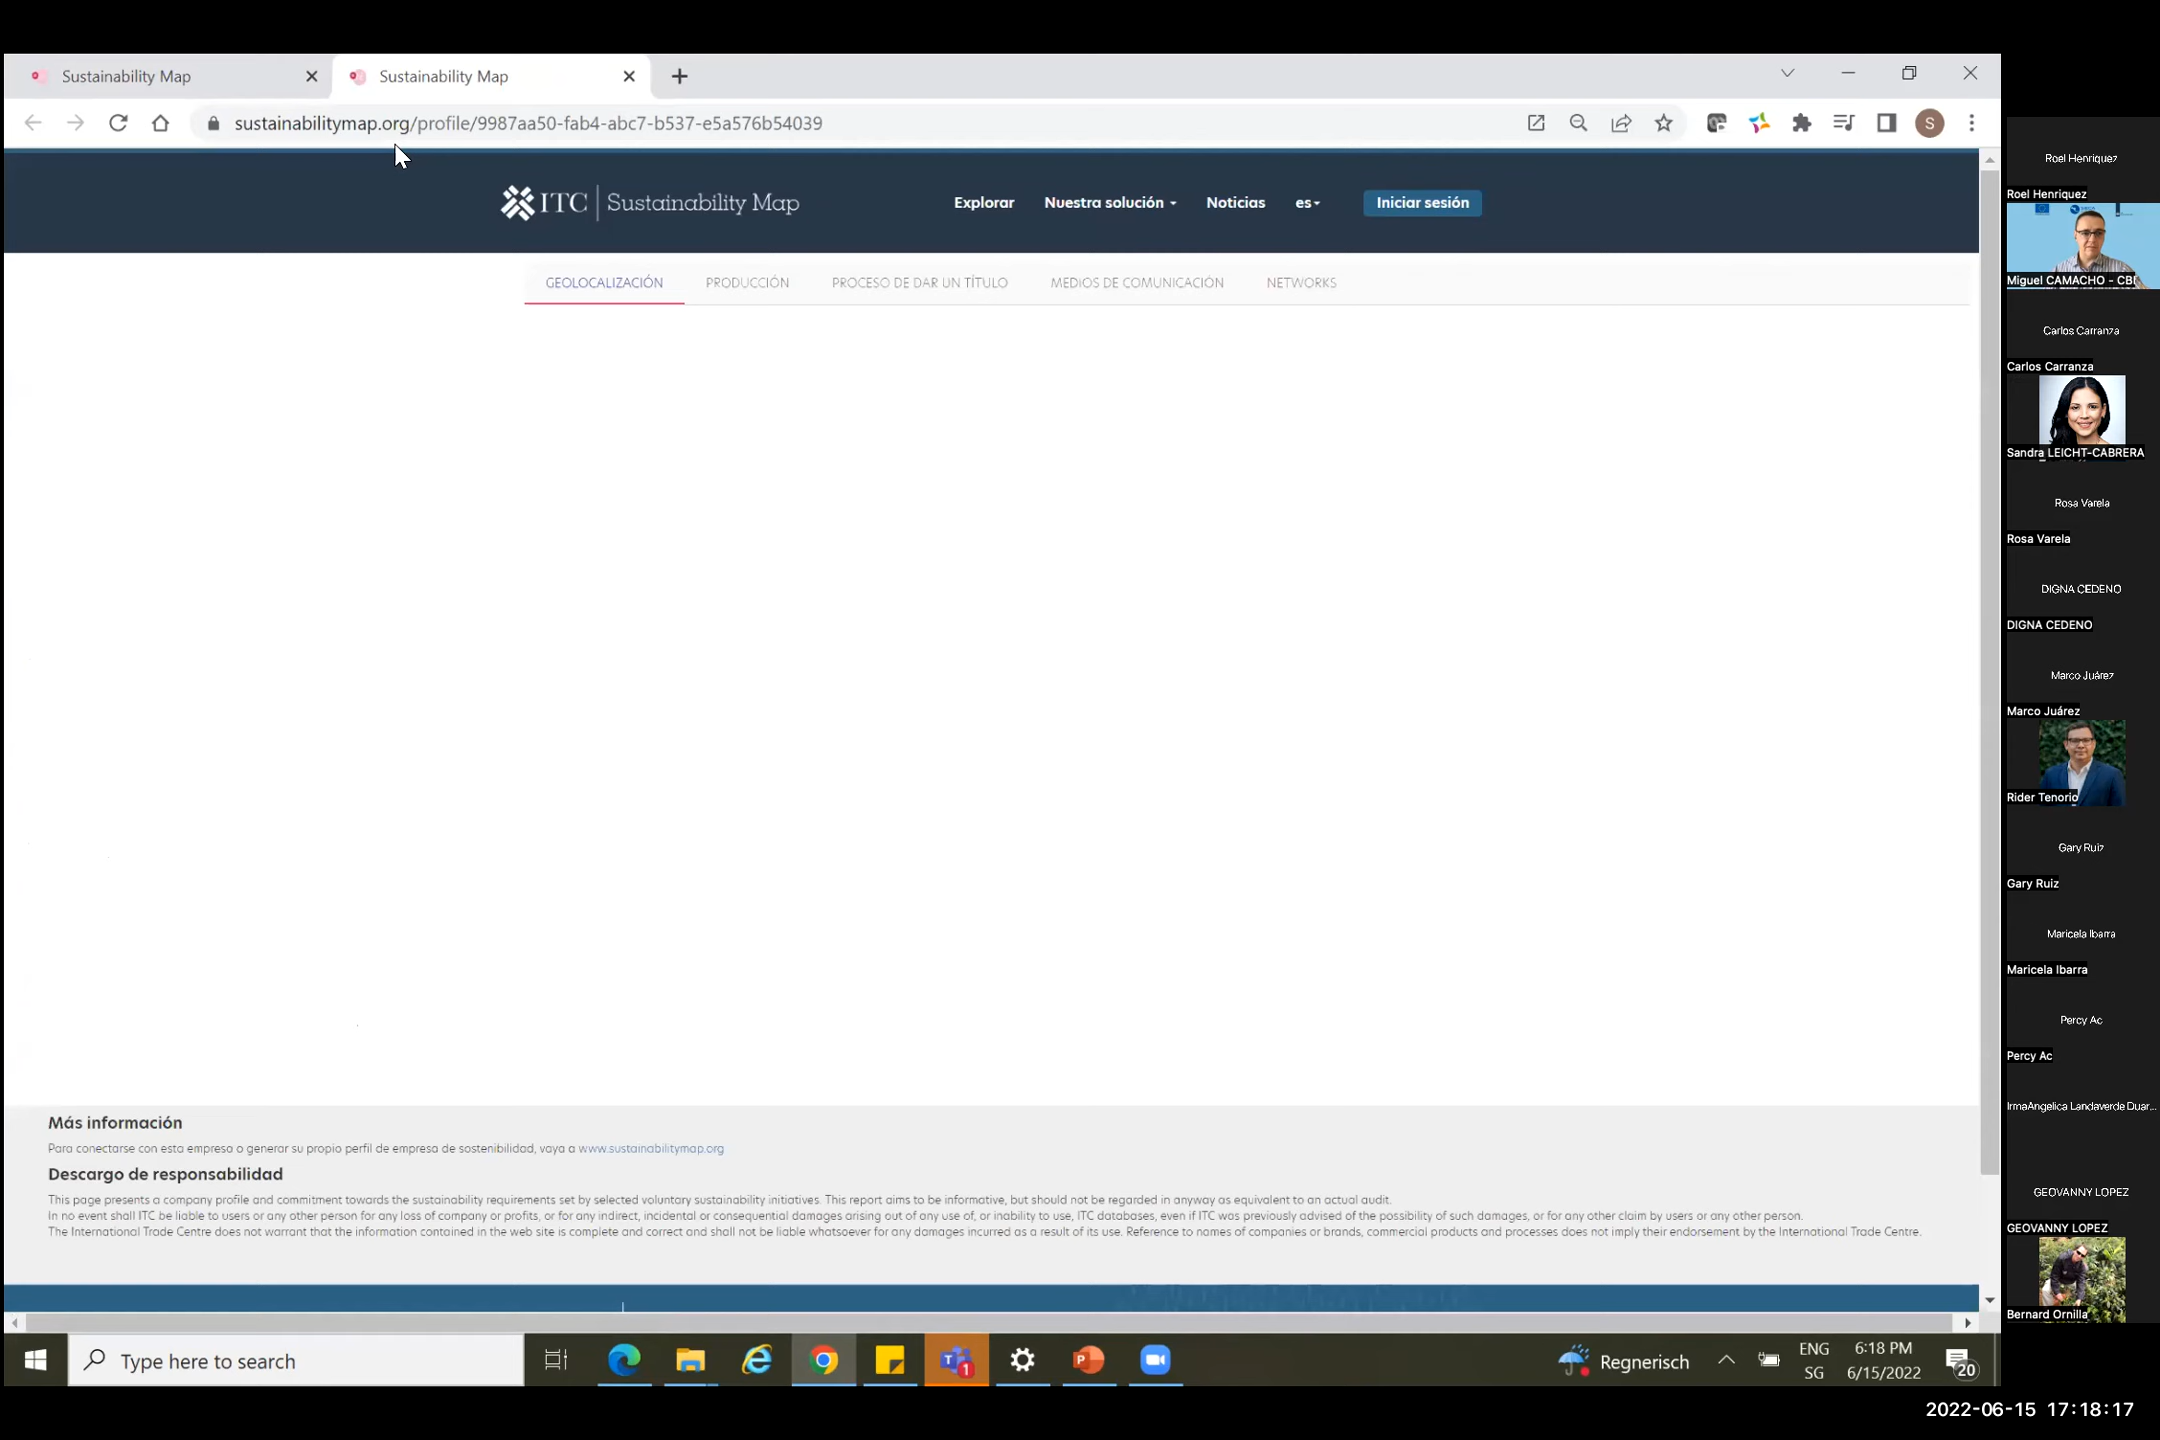 Sustainability Map
Sustainability Map
sustainabilitymap.org/profile/9987aa50-fab4-abc7-b537-e5a576b54039
S
ITC | Sustainability Map
Explorar
Nuestra solución
Noticias
es
Iniciar sesión
GEOLOCALIZACIÓN
PRODUCCIÓN
PROCESO DE DAR UN TÍTULO
MEDIOS DE COMUNICACIÓN
NETWORKS
Más información
Para conectarse con esta empresa o generar su propio perfil de empresa de sostenibilidad, vaya a www.sustainabilitymap.org
Descargo de responsabilidad
This page presents a company profile and commitment towards the sustainability requirements set by selected voluntary sustainability initiatives. This report aims to be informative, but should not be regarded in anyway as equivalent to an actual audit.
In no event shall ITC be liable to users or any other person for any loss of company or profits, or for any indirect, incidental or consequential damages arising out of any use of, or inability to use, ITC databases, even if ITC was previously advised of the possibility of such damages, or for any other claim by users or any other person.
The International Trade Centre does not warrant that the information contained in the web site is complete and correct and shall not be liable whatsoever for any damages incurred as a result of its use. Reference to names of companies or brands, commercial products and processes does not imply their endorsement by the International Trade Centre.
Type here to search
1
Regnerisch
ENG
SG
6:18 PM
6/15/2022
20
Roel Henriquez
Roel Henriquez
Miguel CAMACHO - CBI
Carlos Carranza
Carlos Carranza
Sandra LEICHT-CABRERA
Rosa Varela
Rosa Varela
DIGNA CEDENO
DIGNA CEDENO
Marco Juárez
Marco Juárez
Rider Tenorio
Gary Ruiz
Gary Ruiz
Maricela Ibarra
Maricela Ibarra
Percy Ac
Percy Ac
IrmaAngelica Landaverde Duar...
GEOVANNY LOPEZ
GEOVANNY LOPEZ
Bernard Ornilla
2022-06-15 17:18:17